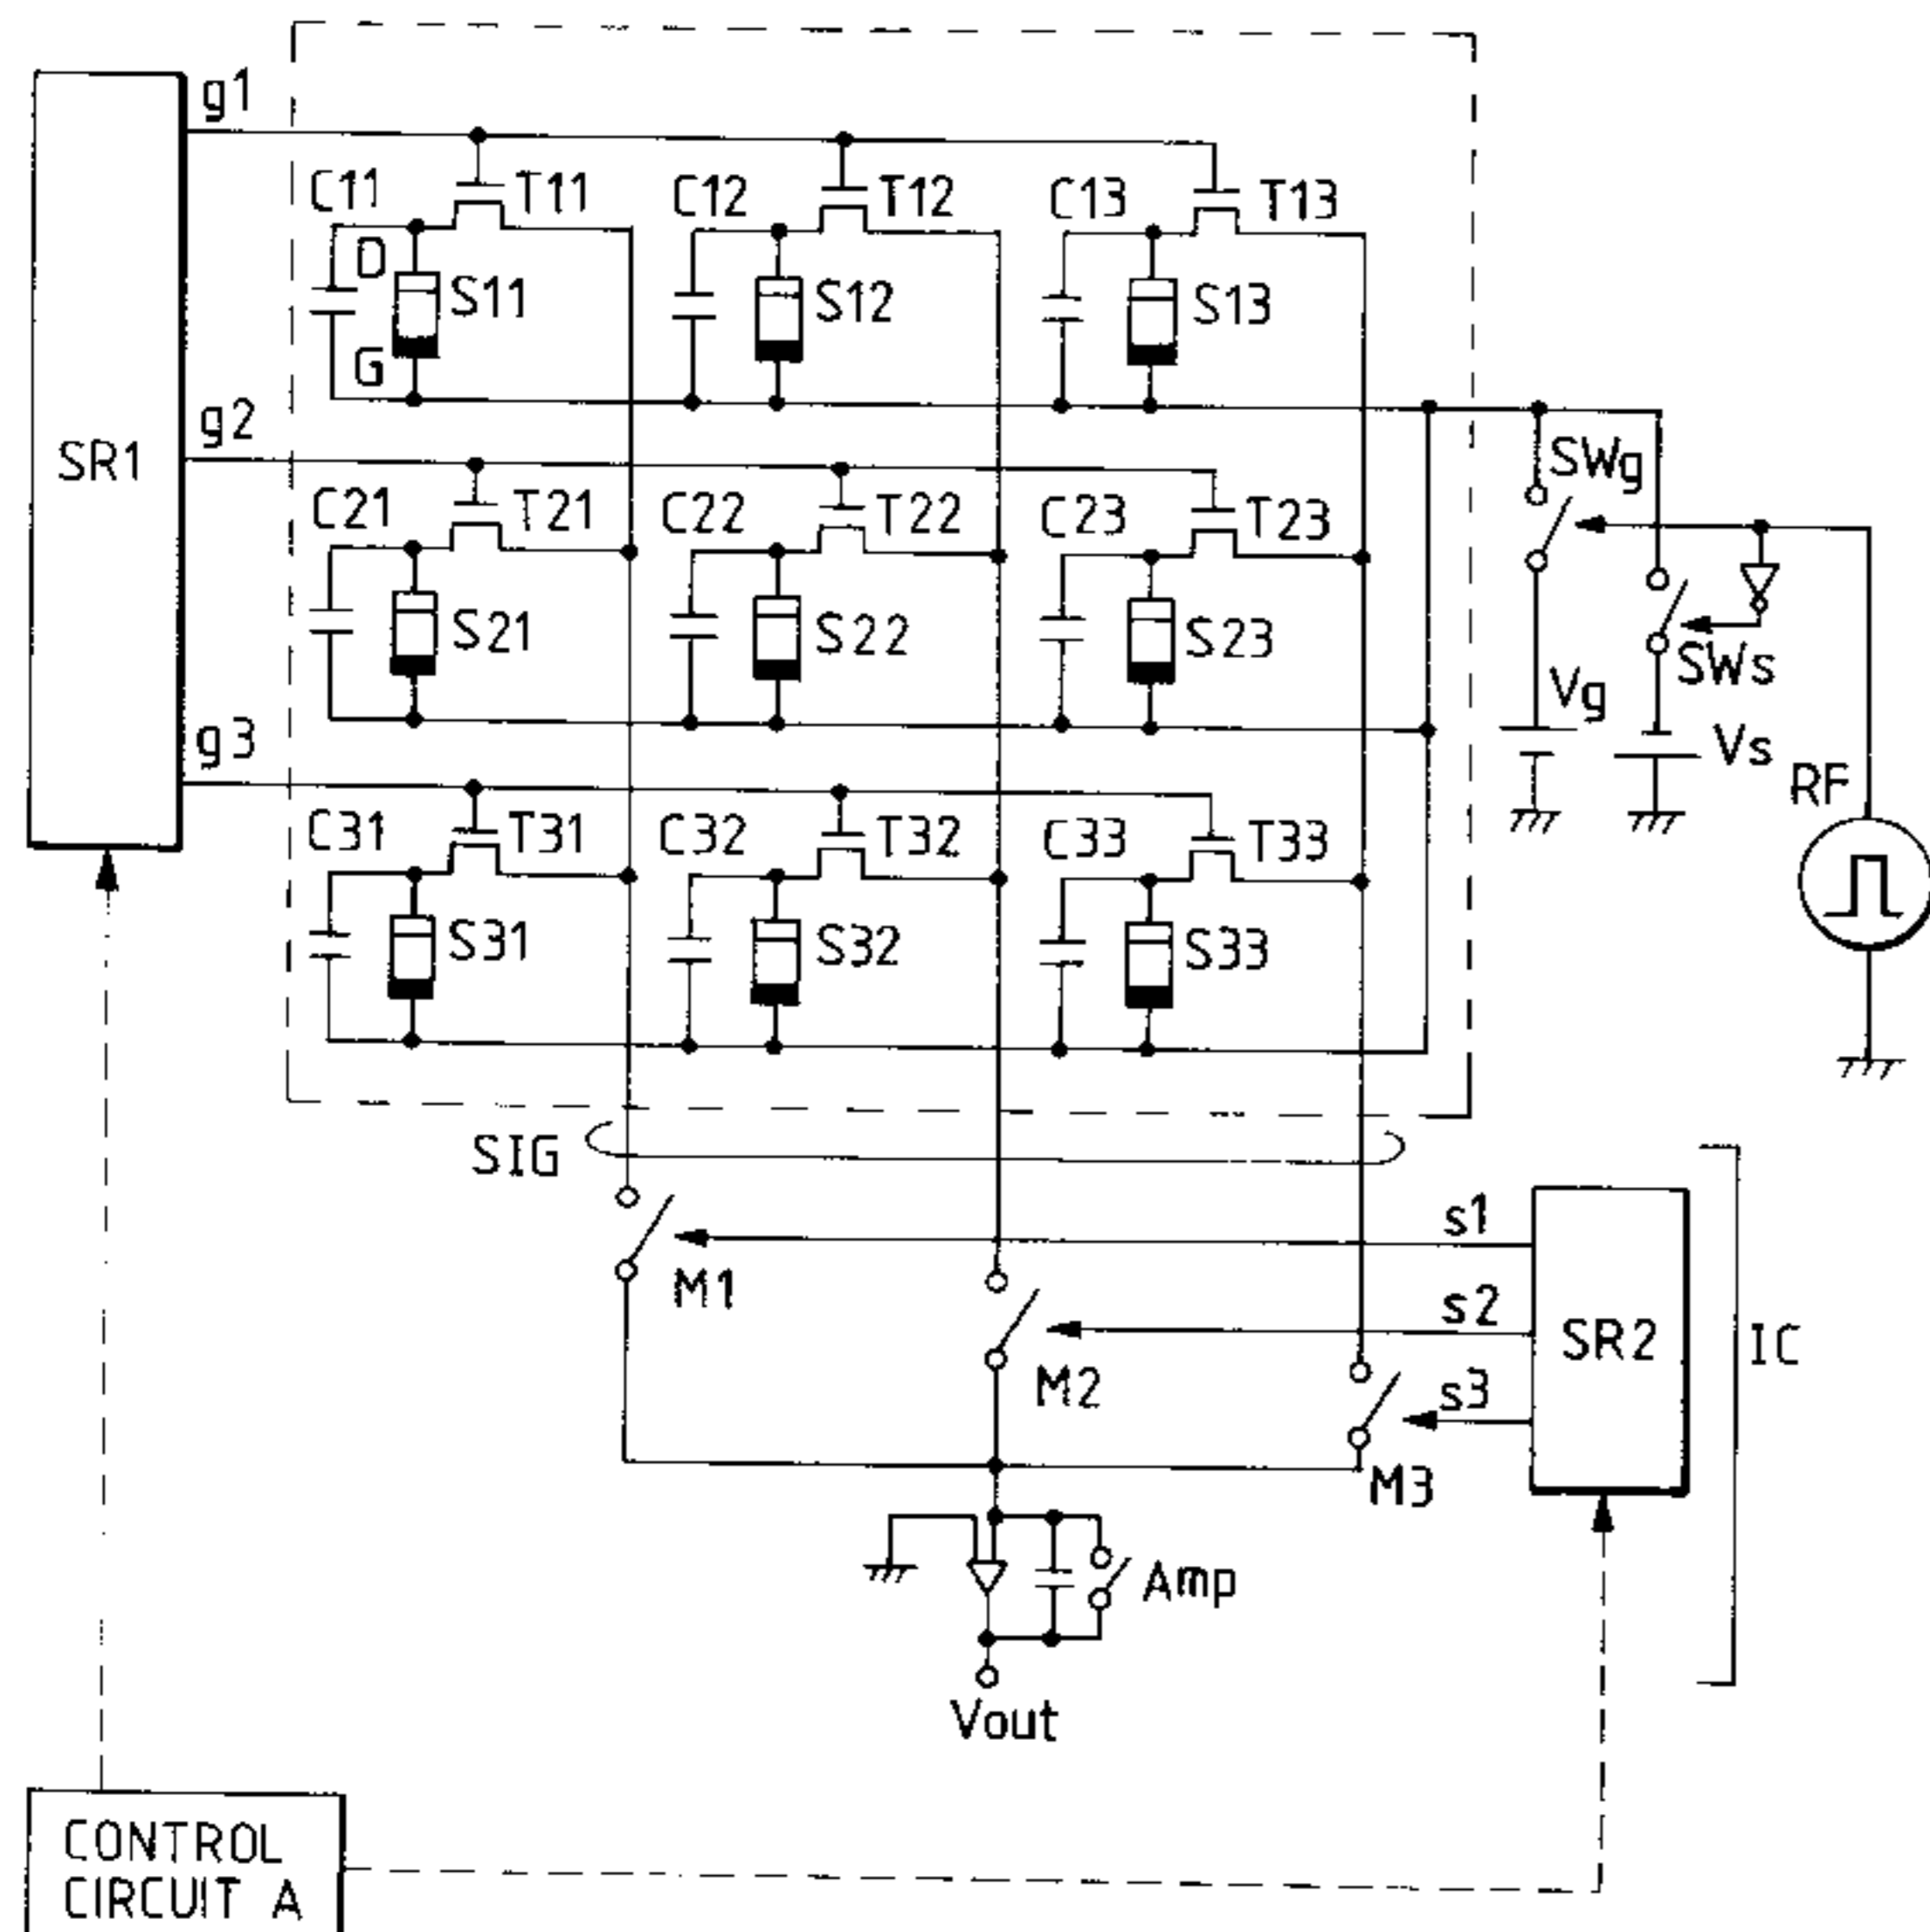 g1
C11 T11 C12 T12 C13 T13
D
S11 S12 S13
G
g2
SWg
SR1
C21 T21 C22 T22 C23 T23
S21 S22 S23
SWs
Vg
g3
Vs
RF
C31 T31 C32 T32 C33 T33
S31 S32 S33
SIG
s1
M1
s2
SR2 IC
M2
s3
M3
Amp
Vout
CONTROL
CIRCUIT A